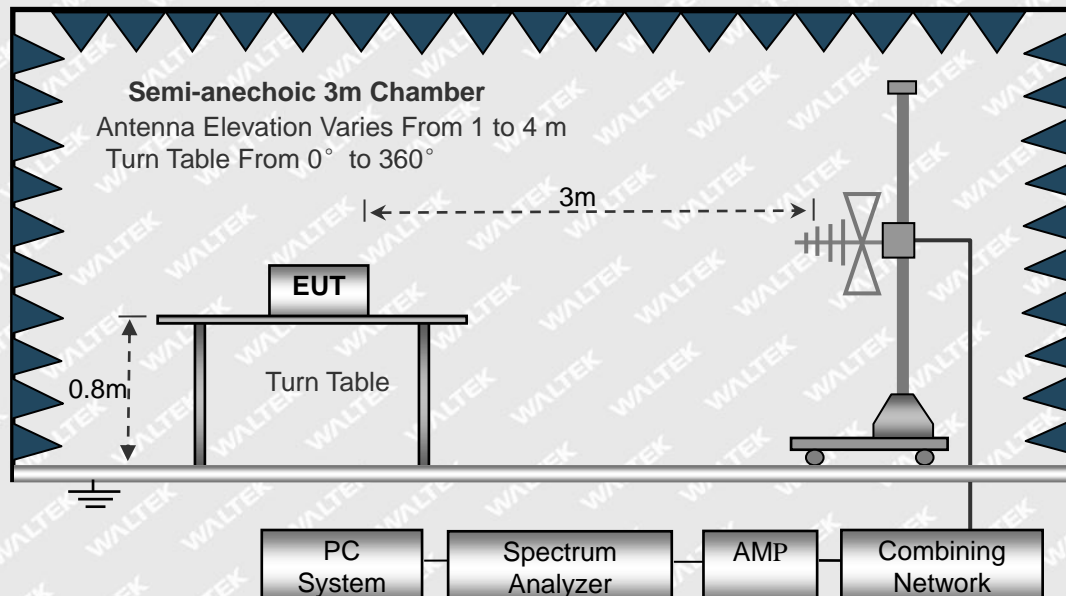 Semi-anechoic 3m Chamber
Antenna Elevation Varies From 1 to 4 m
Turn Table From 0° to 360°
3m
EUT
0.8m
Turn Table
PC
System
Spectrum
Analyzer
AMP
Combining
Network
WALTEK